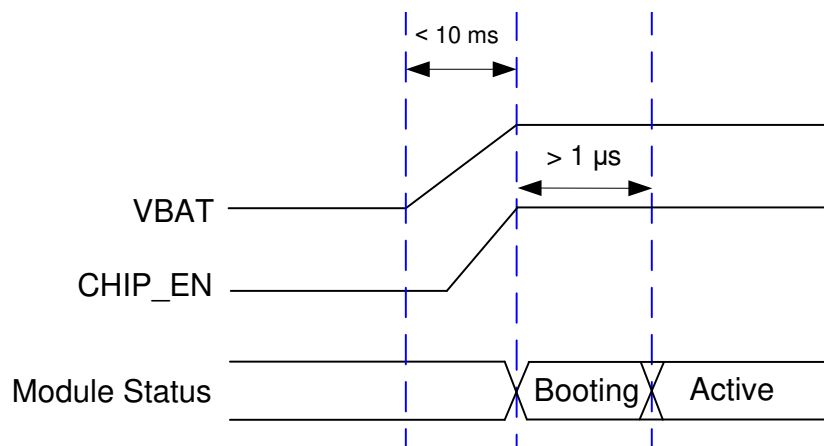 < 10 ms
> 1 µs
VBAT
CHIP_EN
Module Status
Booting
Active